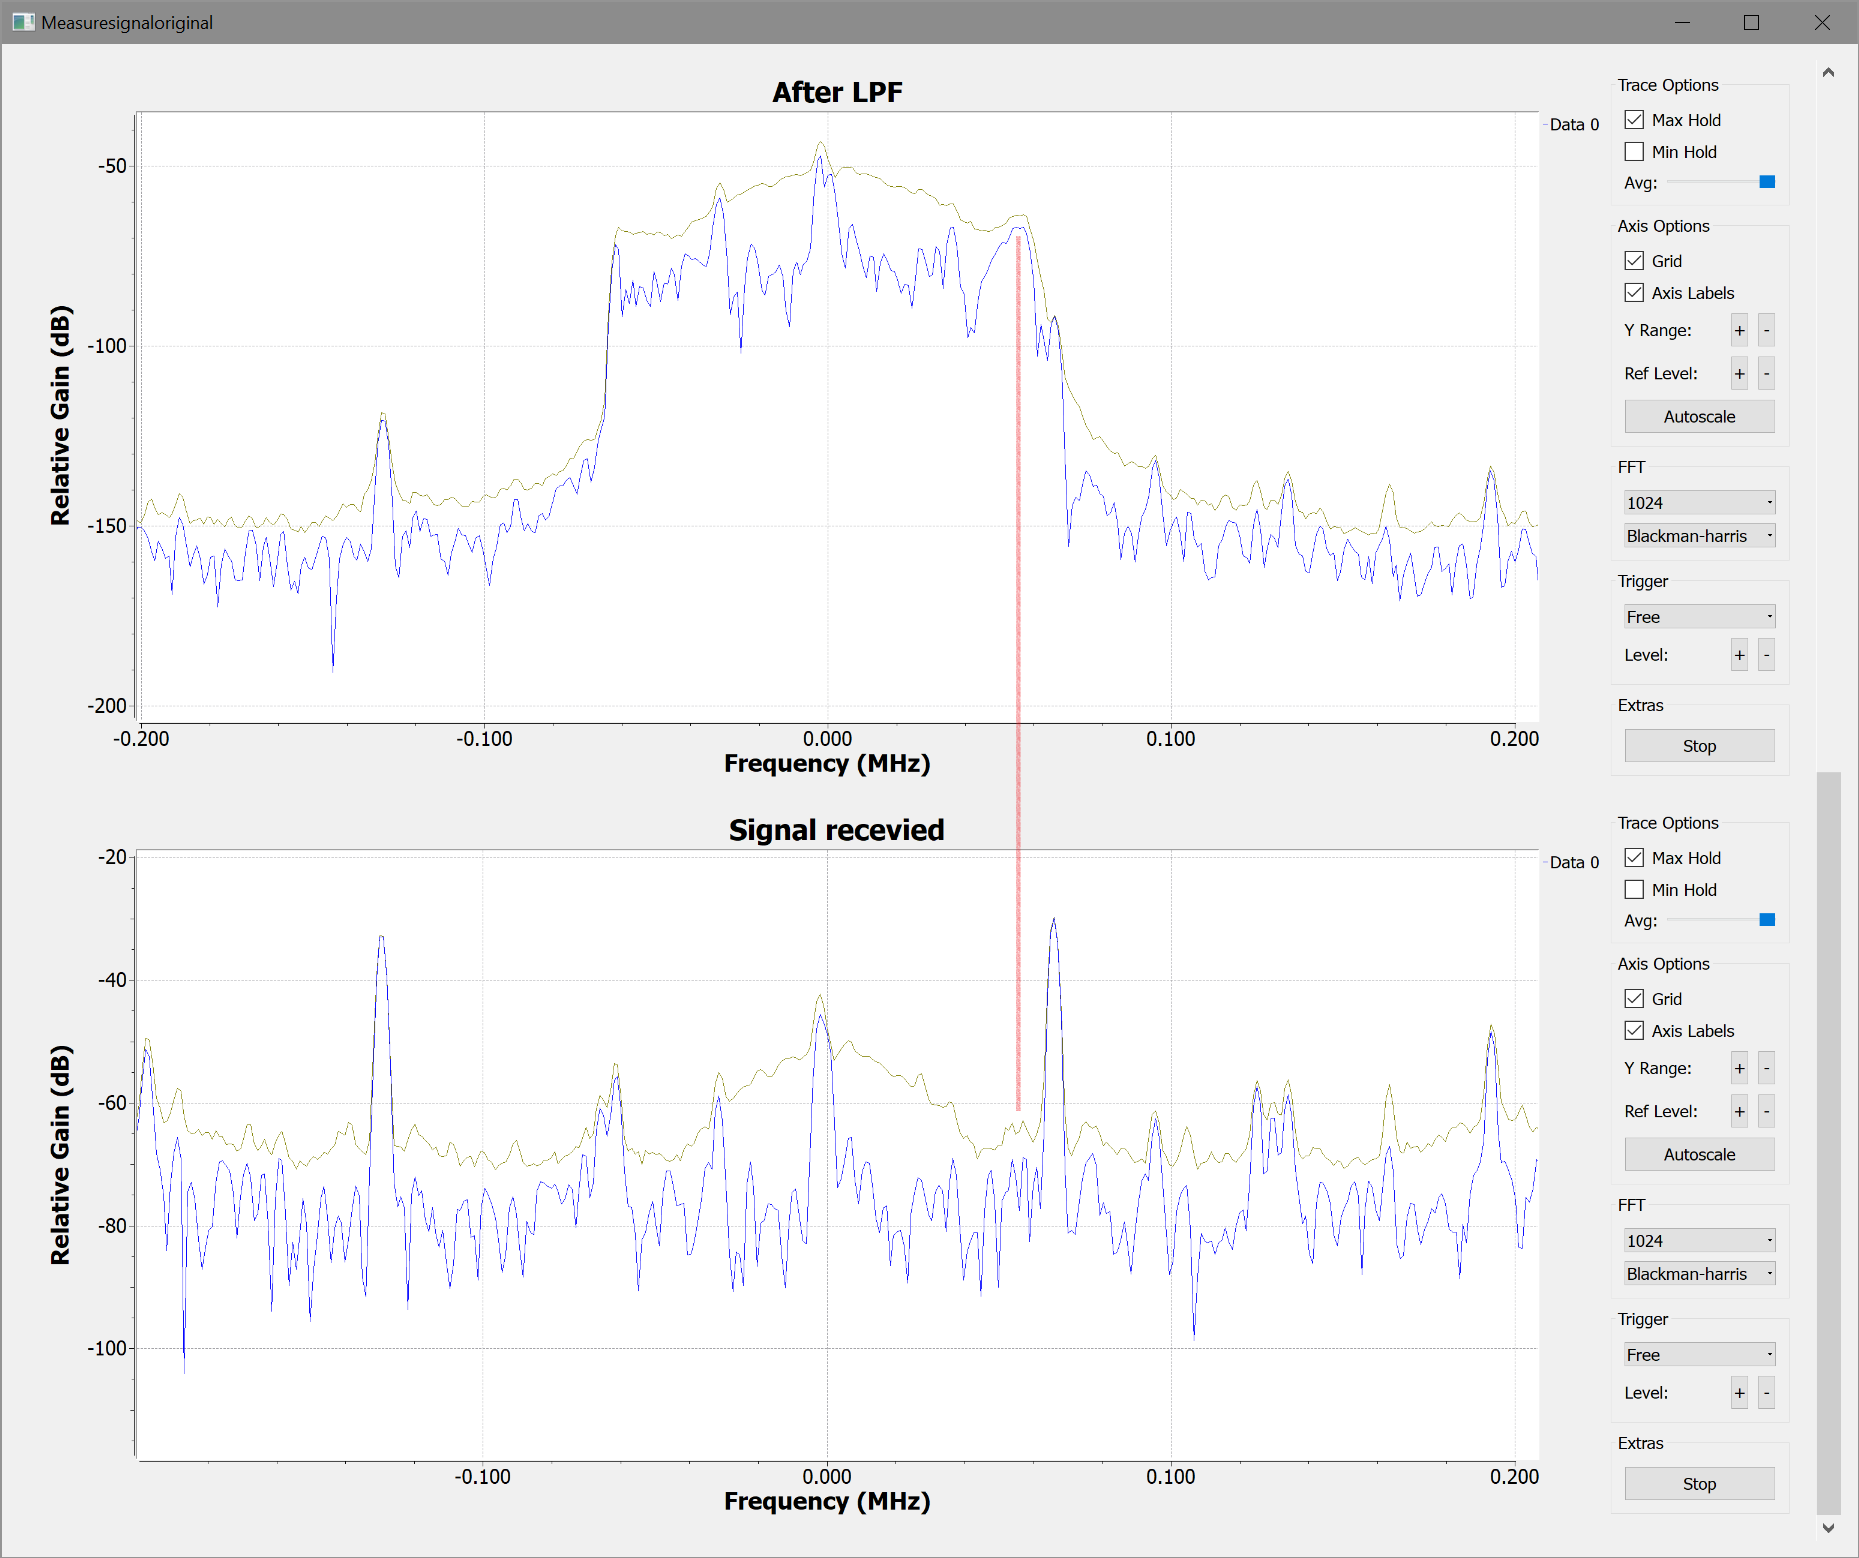 Measuresignaloriginal
After LPF
Data 0
Relative Gain (dB)
-50
-100
-150
-200
-0.200 -0.100 0.000 0.100 0.200
Frequency (MHz)
Trace Options
Max Hold
Min Hold
Avg:
Axis Options
Grid
Axis Labels
Y Range: + -
Ref Level: + -
Autoscale
FFT
1024
Blackman-harris
Trigger
Free
Level: + -
Extras
Stop
Signal recevied
Data 0
Relative Gain (dB)
-20
-40
-60
-80
-100
-0.100 0.000 0.100 0.200
Frequency (MHz)
Trace Options
Max Hold
Min Hold
Avg:
Axis Options
Grid
Axis Labels
Y Range: + -
Ref Level: + -
Autoscale
FFT
1024
Blackman-harris
Trigger
Free
Level: + -
Extras
Stop